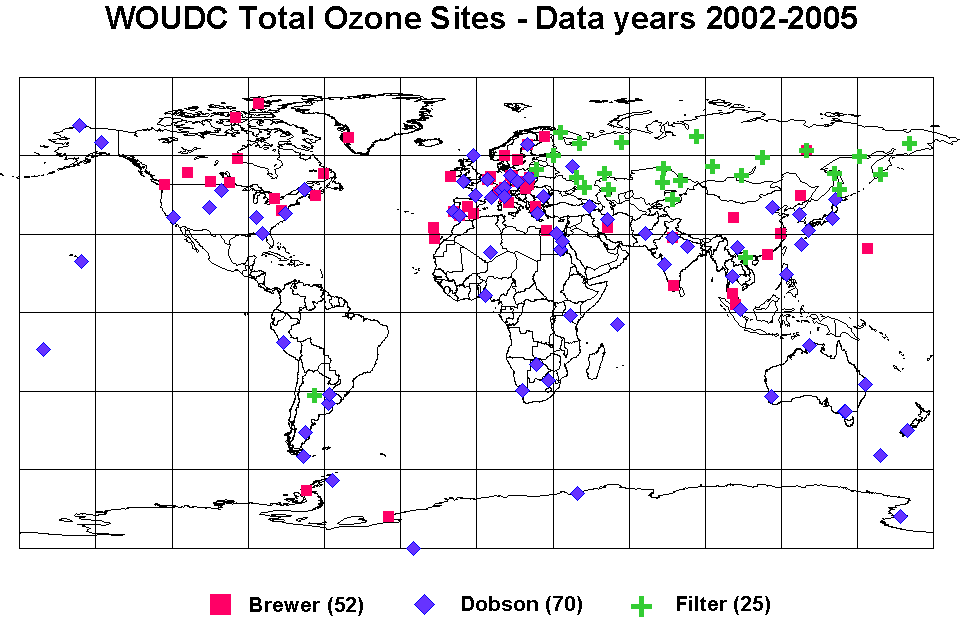 WOUDC Total Ozone Sites - Data years 2002-2005
Brewer (52) Dobson (70) Filter (25)